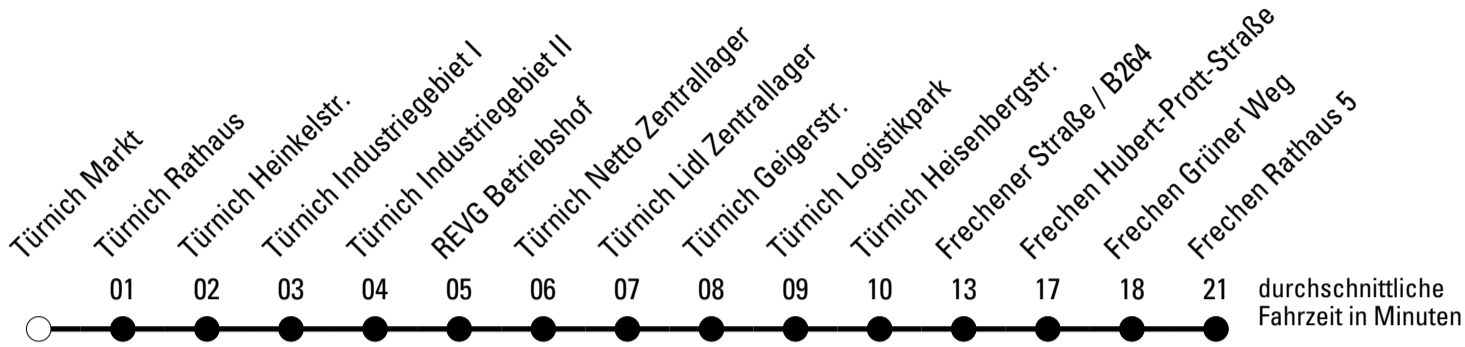 Türnich Markt
Türnich Rathaus
Türnich Heinkelstr.
Türnich Industriegebiet I
Türnich Industriegebiet II
REVG Betriebshof
Türnich Netto Zentrallager
Türnich Lidl Zentrallager
Türnich Geigerstr.
Türnich Logistikpark
Türnich Heisenbergstr.
Frechener Straße / B264
Frechen Hubert-Prott-Straße
Frechen Grüner Weg
Frechen Rathaus 5
01 02 03 04 05 06 07 08 09 10 13 17 18 21
durchschnittliche
Fahrzeit in Minuten